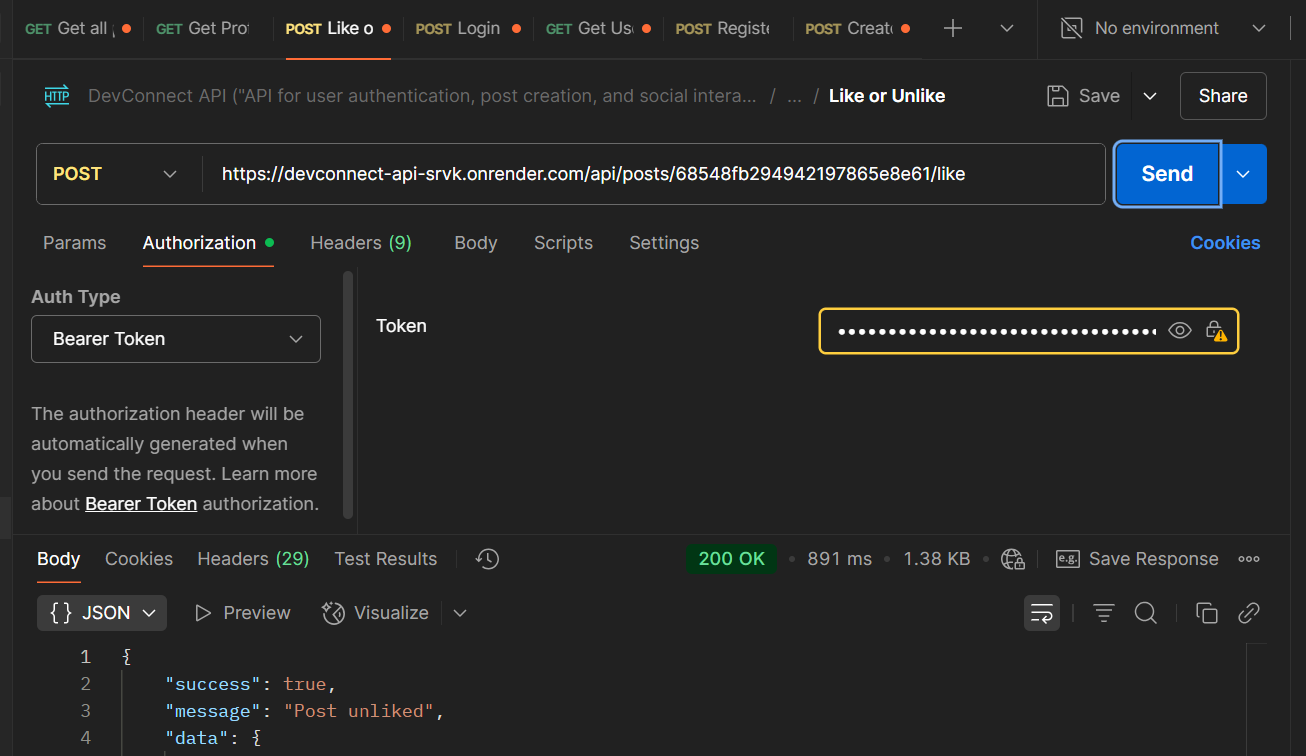 GET Get all POST Like o POST Login GET Get Us POST Registe POST Create No environment
GET Get Pro
HTTP DevConnect API ("API for user authentication, post creation, and social intera... / ... / Like or Unlike Save Share
POST https://devconnect-api-srvk.onrender.com/api/posts/68548fb294942197865e8e61/like Send
Params Authorization Headers (9) Body Scripts Settings Cookies
Auth Type
Bearer Token
Token
The authorization header will be
automatically generated when
you send the request. Learn more
about Bearer Token authorization.
Body Cookies Headers (29) Test Results 200 OK • 891 ms • 1.38 KB • e.g. Save Response
{} JSON Preview Visualize
1 {
2 "success": true,
3 "message": "Post unliked",
4 "data": {